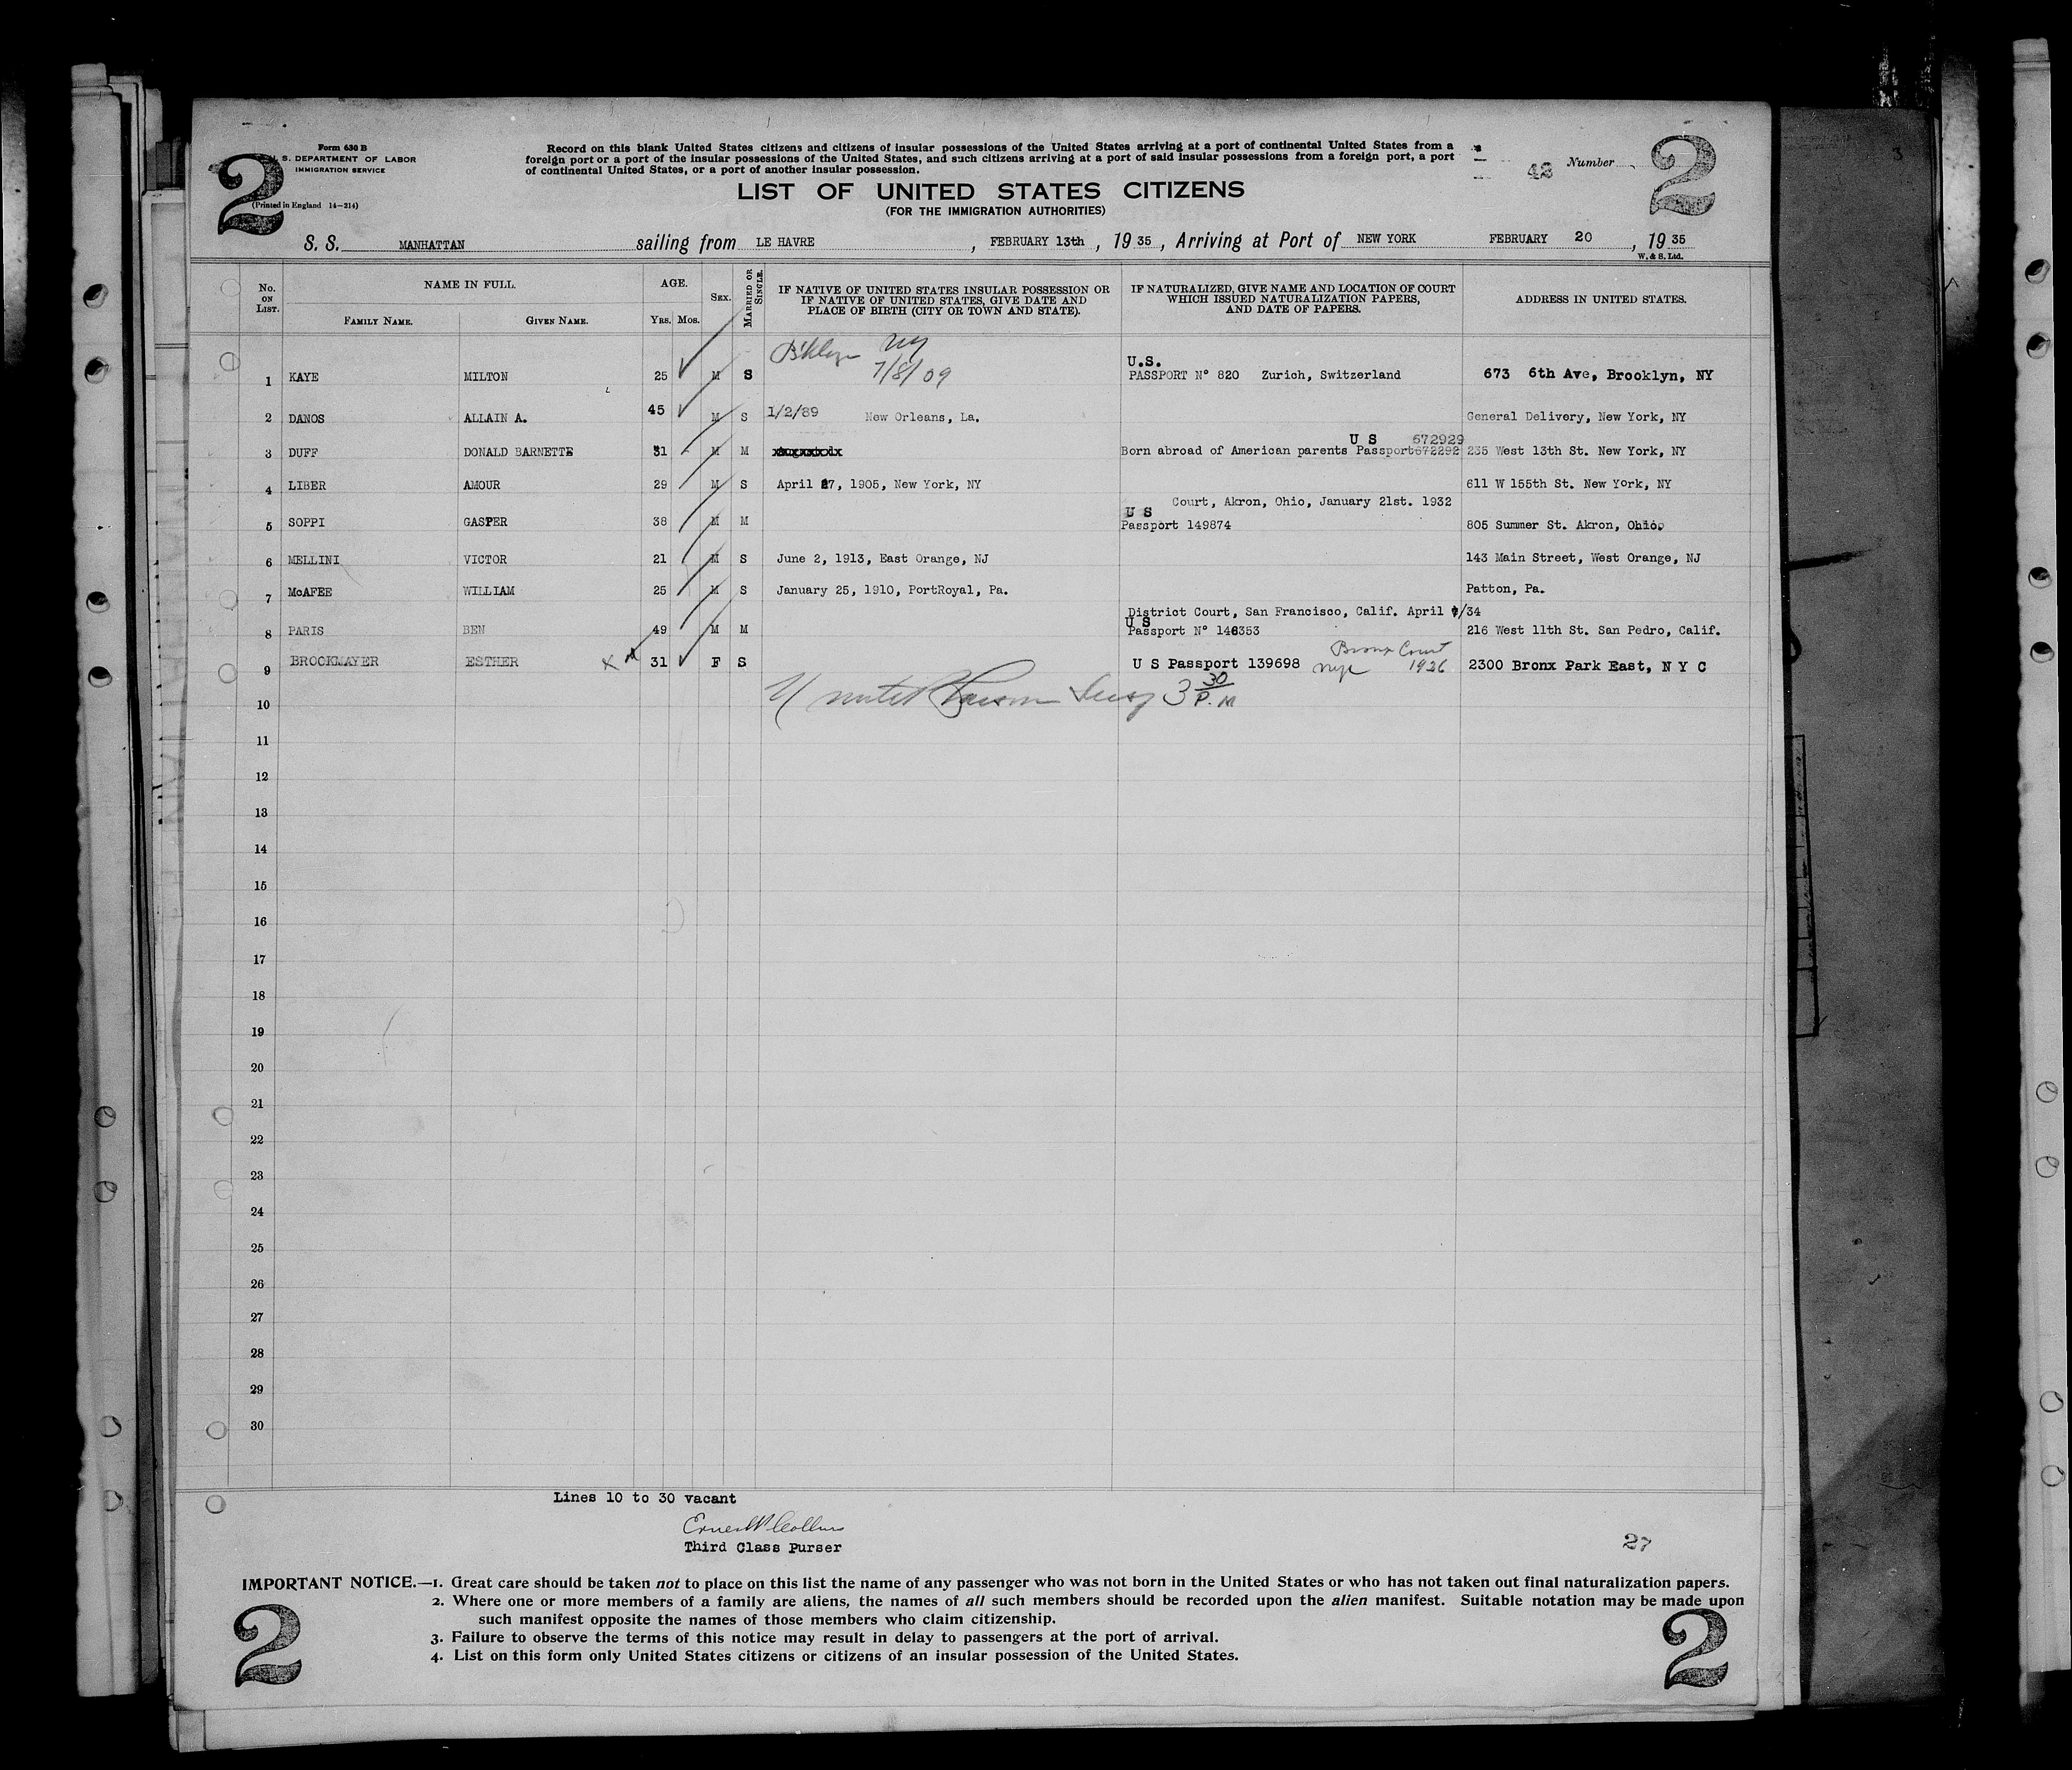 Form 630 B
U. S. DEPARTMENT OF LABOR
IMMIGRATION SERVICE
(Printed in England 14-214)
2
Record on this blank United States citizens and citizens of insular possessions of the United States arriving at a port of continental United States from a
foreign port or a port of the insular possessions of the United States, and such citizens arriving at a port of said insular possessions from a foreign port, a port
of continental United States, or a port of another insular possession.
Number
2
LIST OF UNITED STATES CITIZENS
(FOR THE IMMIGRATION AUTHORITIES)
S. S. MANHATTAN sailing from LE HAVRE, FEBRUARY 13th, 19 35, Arriving at Port of NEW YORK FEBRUARY 20, 19 35
W. & S. Ltd.
No. ON LIST. NAME IN FULL. FAMILY NAME. GIVEN NAME. AGE. YRS. MOS. SEX. MARRIED OR SINGLE. IF NATIVE OF UNITED STATES INSULAR POSSESSION OR IF NATIVE OF UNITED STATES, GIVE DATE AND PLACE OF BIRTH (CITY OR TOWN AND STATE). IF NATURALIZED, GIVE NAME AND LOCATION OF COURT WHICH ISSUED NATURALIZATION PAPERS, AND DATE OF PAPERS. ADDRESS IN UNITED STATES.
1 KAYE MILTON 25 M S B'klyn NY 7/8/09 U.S. PASSPORT N° 820 Zurich, Switzerland 673 6th Ave, Brooklyn, NY
2 DANOS ALLAIN A. 45 M S 1/2/89 New Orleans, La. General Delivery, New York, NY
3 DUFF DONALD BARNETTE 31 M M Born abroad of American parents U S Passport 672292 672929 235 West 13th St. New York, NY
4 LIBER AMOUR 29 M S April 27, 1905, New York, NY 611 W 155th St. New York, NY
5 SOPPI GASPER 38 M M Court, Akron, Ohio, January 21st. 1932 U S Passport 149874 805 Summer St. Akron, Ohio.
6 MELLINI VICTOR 21 M S June 2, 1913, East Orange, NJ 143 Main Street, West Orange, NJ
7 McAFEE WILLIAM 25 M S January 25, 1910, PortRoyal, Pa. Patton, Pa.
8 PARIS BEN 49 M M District Court, San Francisco, Calif. April /34 U S Passport N° 146353 216 West 11th St. San Pedro, Calif.
9 BROCKMAYER ESTHER 31 F S U S Passport 139698 Bronx Court NYC 1926 2300 Bronx Park East, N Y C
10 3 30 P.M
11
12
13
14
15
16
17
18
19
20
21
22
23
24
25
26
27
28
29
30
Lines 10 to 30 vacant
Third Class Purser
27
IMPORTANT NOTICE.—1. Great care should be taken not to place on this list the name of any passenger who was not born in the United States or who has not taken out final naturalization papers.
2. Where one or more members of a family are aliens, the names of all such members should be recorded upon the alien manifest. Suitable notation may be made upon
such manifest opposite the names of those members who claim citizenship.
3. Failure to observe the terms of this notice may result in delay to passengers at the port of arrival.
4. List on this form only United States citizens or citizens of an insular possession of the United States.
2
2